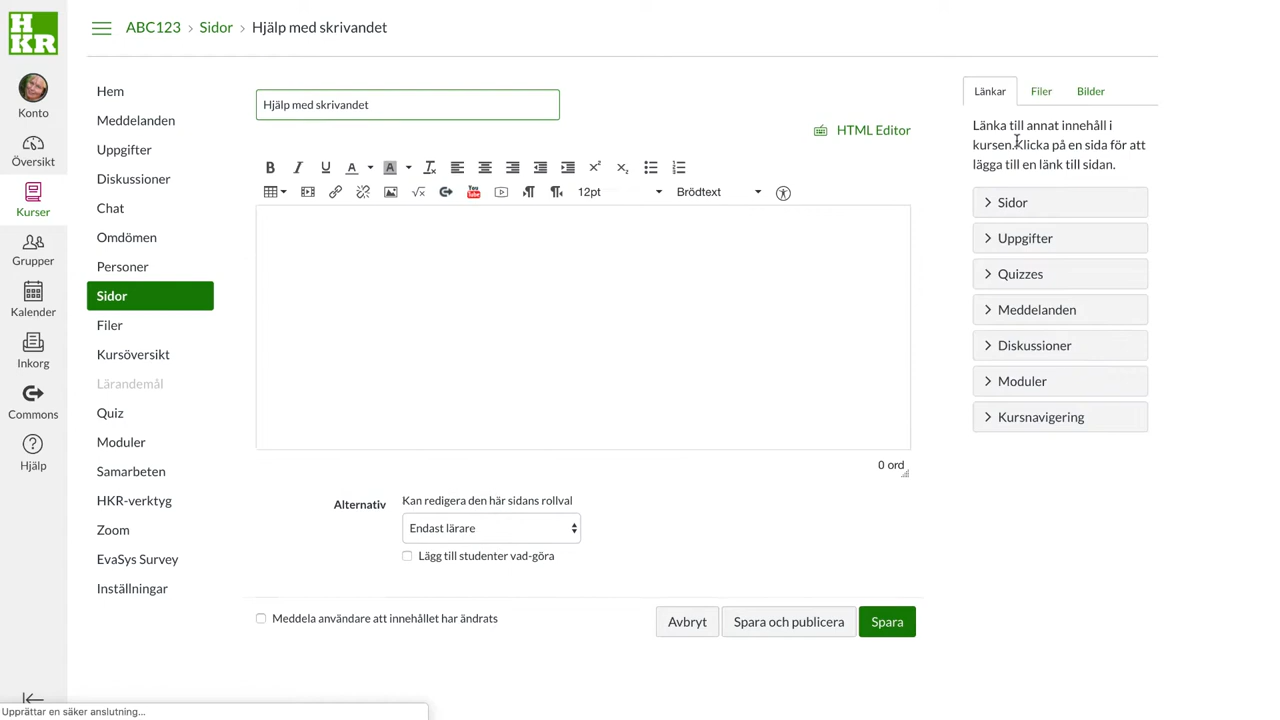 HKR
ABC123 › Sidor › Hjälp med skrivandet
Konto
Översikt
Kurser
Grupper
Kalender
Inkorg
Commons
Hjälp
Hem
Meddelanden
Uppgifter
Diskussioner
Chat
Omdömen
Personer
Sidor
Filer
Kursöversikt
Lärandemål
Quiz
Moduler
Samarbeten
HKR-verktyg
Zoom
EvaSys Survey
Inställningar
Hjälp med skrivandet
HTML Editor
B I U A A
12pt Brödtext
0 ord
Alternativ Kan redigera den här sidans rollval
Endast lärare
Lägg till studenter vad-göra
Meddela användare att innehållet har ändrats
Avbryt Spara och publicera Spara
Länkar Filer Bilder
Länka till annat innehåll i
kursen.Klicka på en sida för att
lägga till en länk till sidan.
Sidor
Uppgifter
Quizzes
Meddelanden
Diskussioner
Moduler
Kursnavigering
Upprättar en säker anslutning...